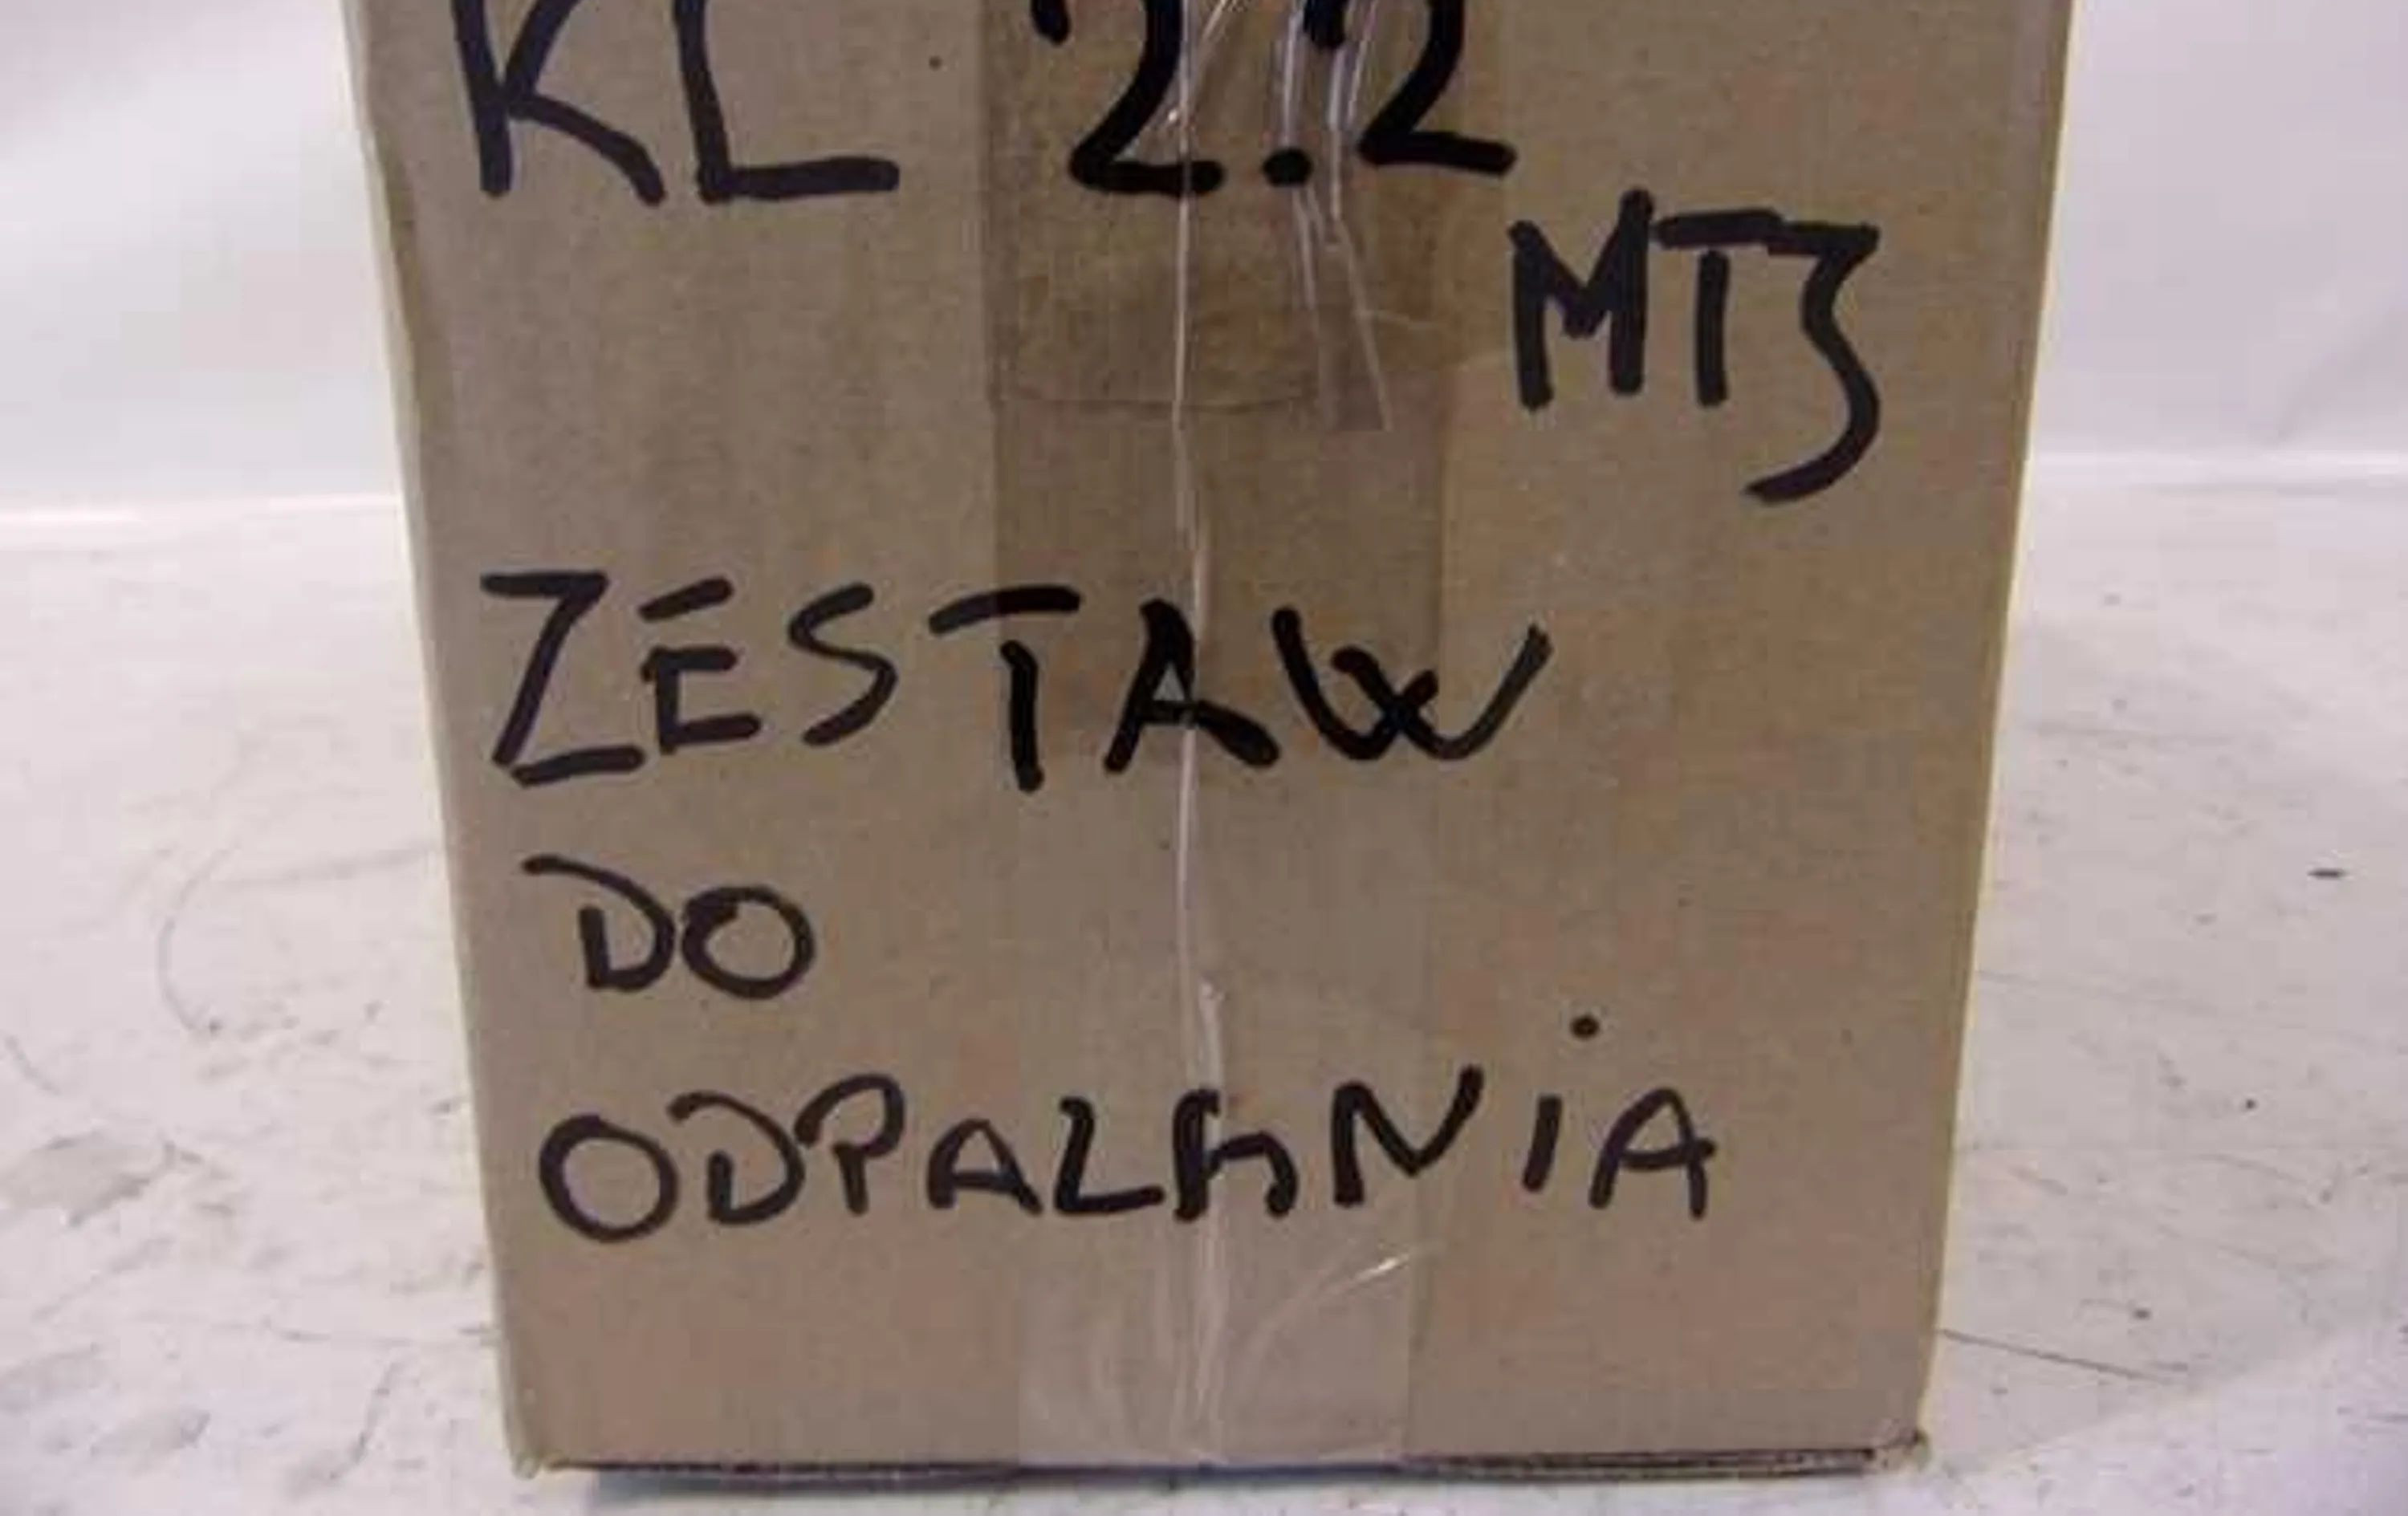 KL 2.2
MT3
ZESTAW
DO
ODPALANIA